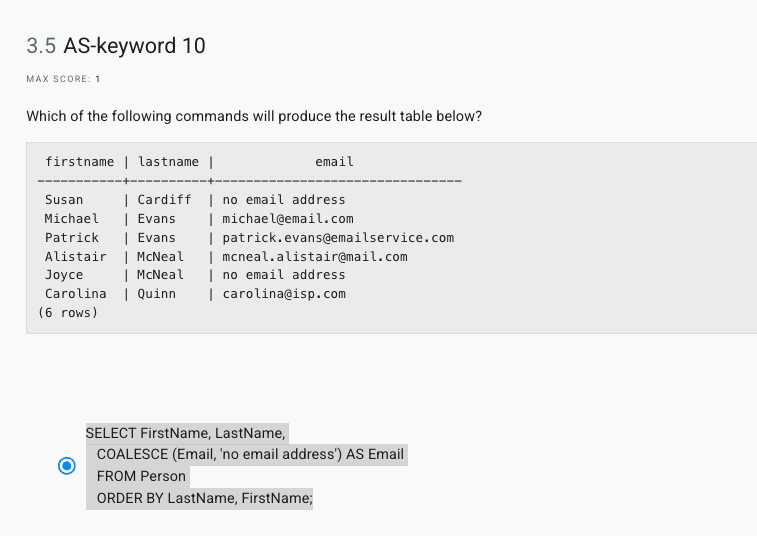 3.5 AS-keyword 10
MAX SCORE: 1
Which of the following commands will produce the result table below?
firstname | lastname | email
-----------+----------+--------------------------------
Susan | Cardiff | no email address
Michael | Evans | michael@email.com
Patrick | Evans | patrick.evans@emailservice.com
Alistair | McNeal | mcneal.alistair@mail.com
Joyce | McNeal | no email address
Carolina | Quinn | carolina@isp.com
(6 rows)
SELECT FirstName, LastName,
COALESCE (Email, 'no email address') AS Email
FROM Person
ORDER BY LastName, FirstName;